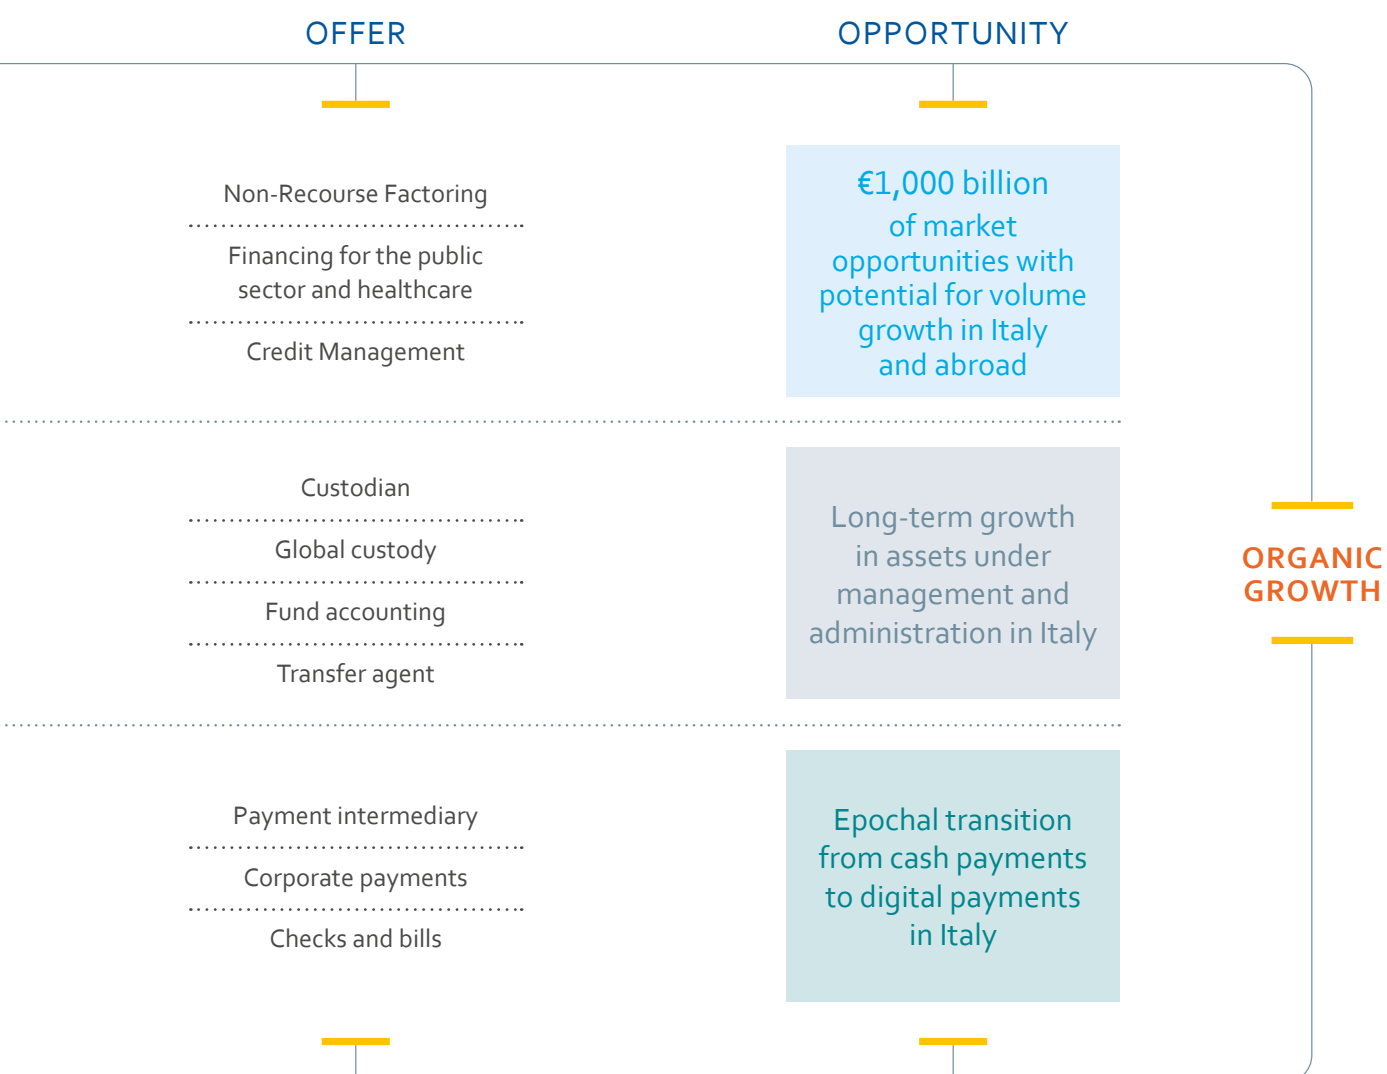 OFFER
OPPORTUNITY
Non-Recourse Factoring
Financing for the public
sector and healthcare
Credit Management
€1,000 billion
of market
opportunities with
potential for volume
growth in Italy
and abroad
Custodian
Global custody
Fund accounting
Transfer agent
Long-term growth
in assets under
management and
administration in Italy
ORGANIC
GROWTH
Payment intermediary
Corporate payments
Checks and bills
Epochal transition
from cash payments
to digital payments
in Italy